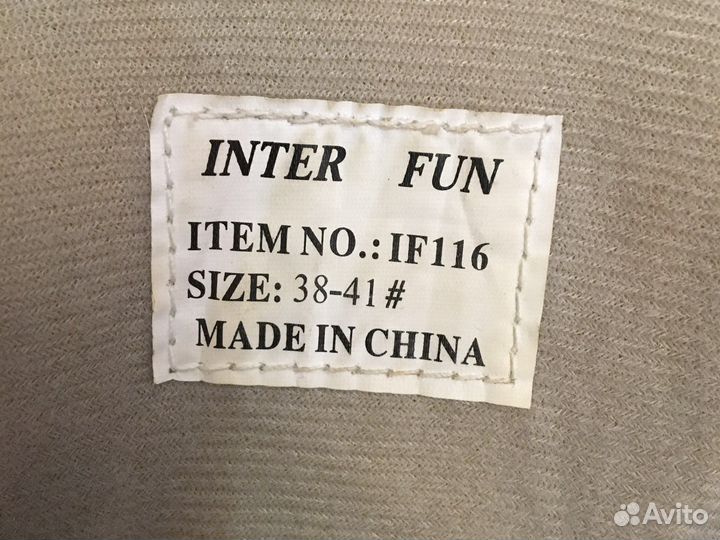 INTER FUN
ITEM NO.: IF116
SIZE: 38-41#
MADE IN CHINA
Avito